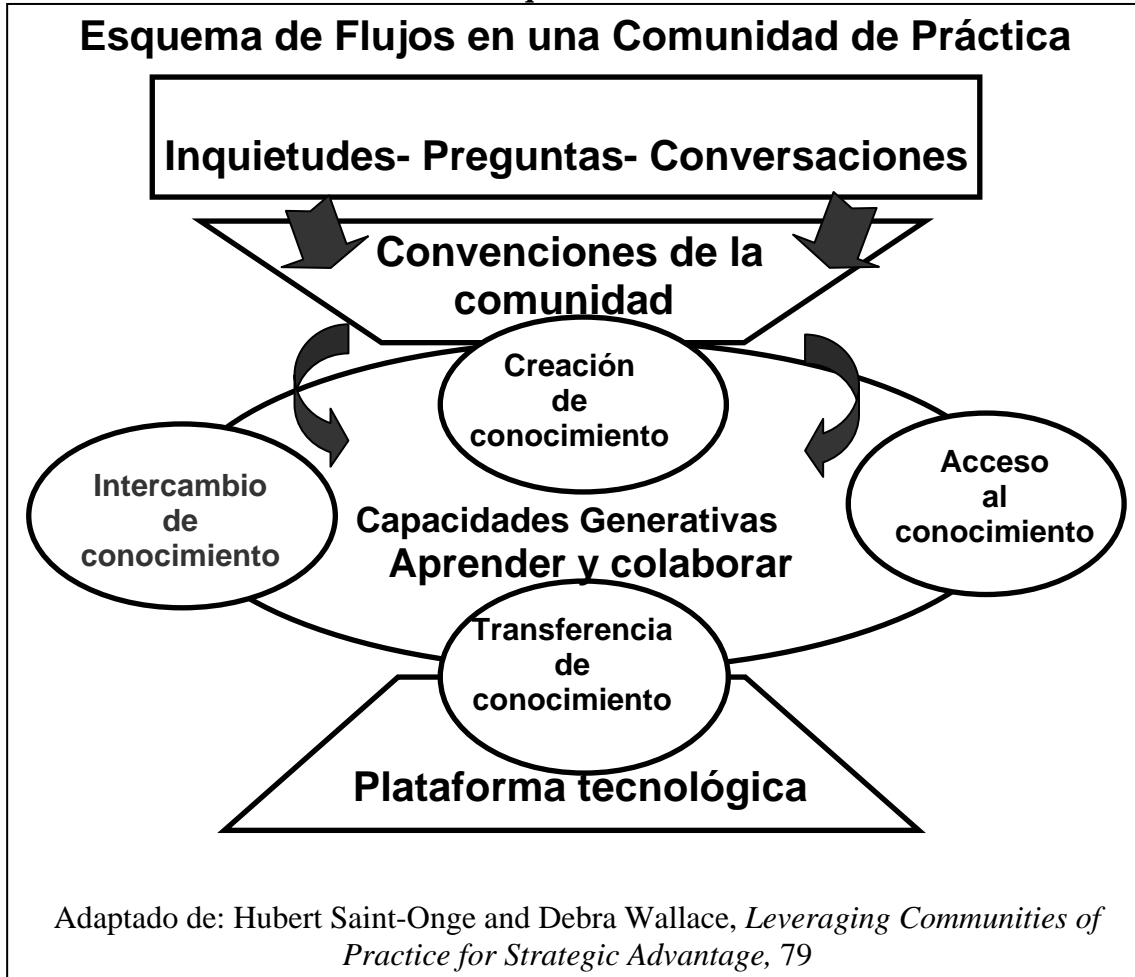 Esquema de Flujos en una Comunidad de Práctica
Inquietudes- Preguntas- Conversaciones
Convenciones de la
comunidad
Creación
de
conocimiento
Intercambio
de
conocimiento
Acceso
al
conocimiento
Capacidades Generativas
Aprender y colaborar
Transferencia
de
conocimiento
Plataforma tecnológica
Adaptado de: Hubert Saint-Onge and Debra Wallace, Leveraging Communities of
Practice for Strategic Advantage, 79